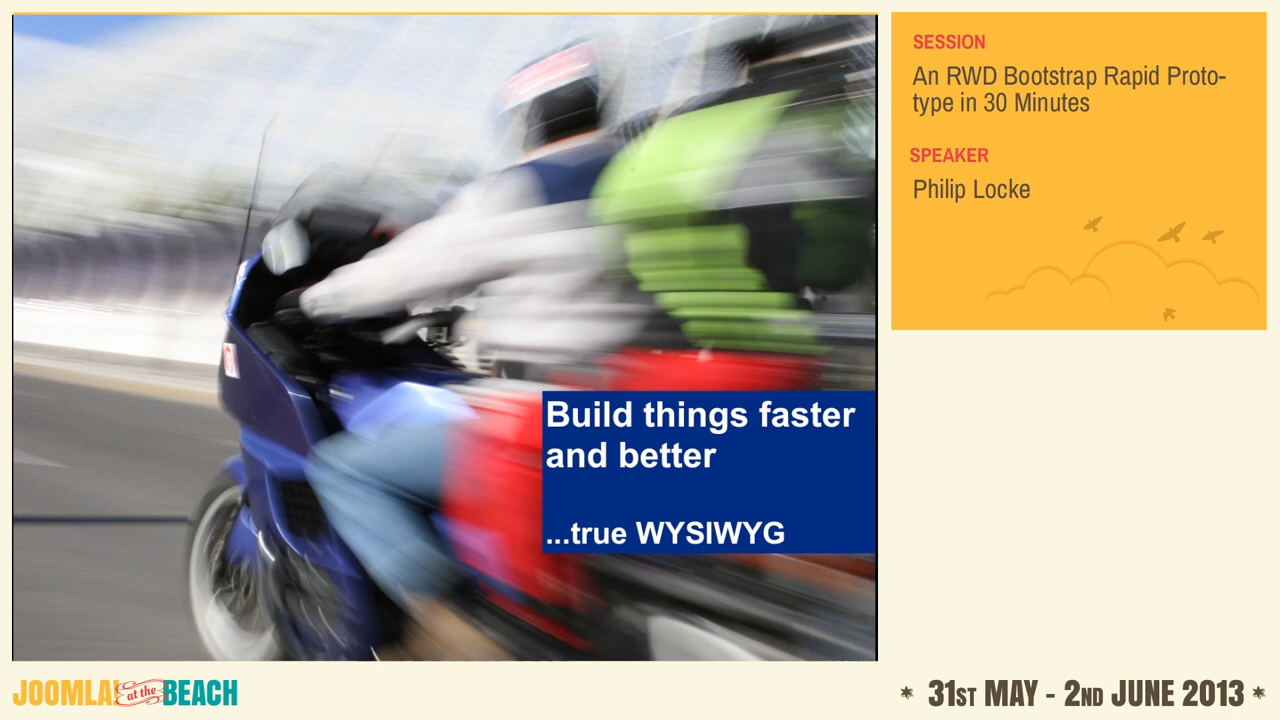 SESSION
An RWD Bootstrap Rapid Proto-
type in 30 Minutes
SPEAKER
Philip Locke
Build things faster
and better
...true WYSIWYG
JOOMLA! at the BEACH
* 31ST MAY - 2ND JUNE 2013 *